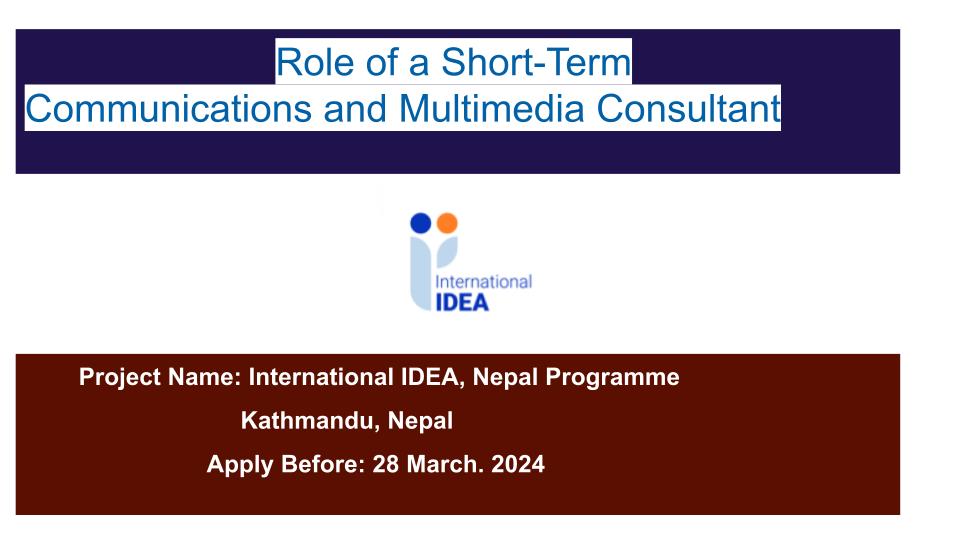 Role of a Short-Term
Communications and Multimedia Consultant
International
IDEA
Project Name: International IDEA, Nepal Programme
Kathmandu, Nepal
Apply Before: 28 March. 2024